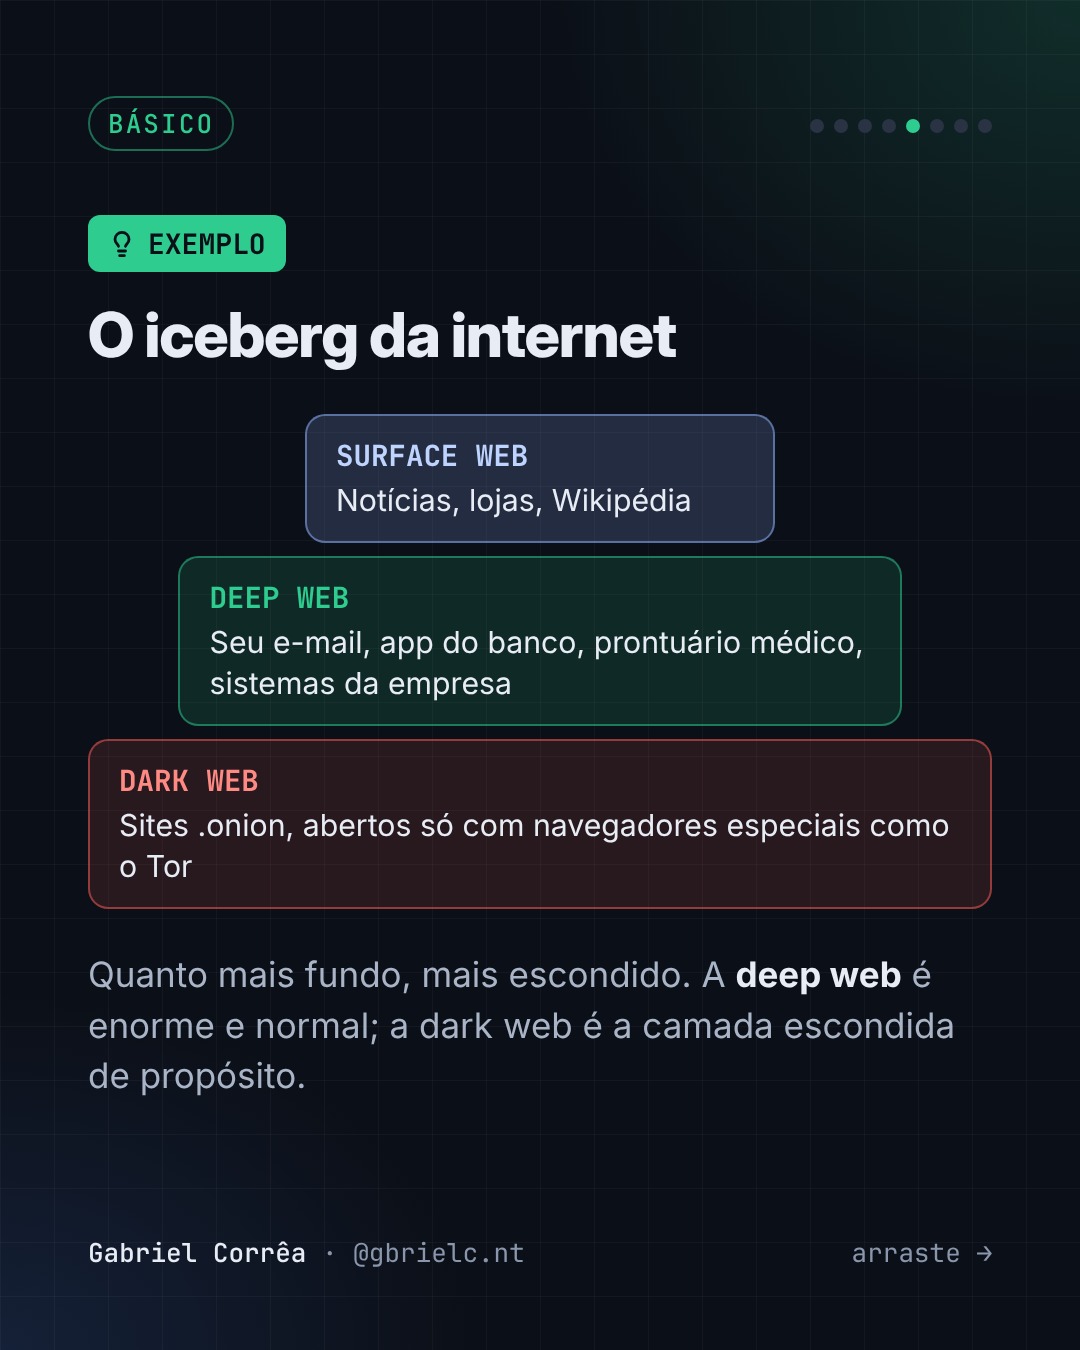 BÁSICO
EXEMPLO
O iceberg da internet
SURFACE WEB
Notícias, lojas, Wikipédia
DEEP WEB
Seu e-mail, app do banco, prontuário médico,
sistemas da empresa
DARK WEB
Sites .onion, abertos só com navegadores especiais como
o Tor
Quanto mais fundo, mais escondido. A deep web é
enorme e normal; a dark web é a camada escondida
de propósito.
Gabriel Corrêa · @gbrielc.nt
arraste →